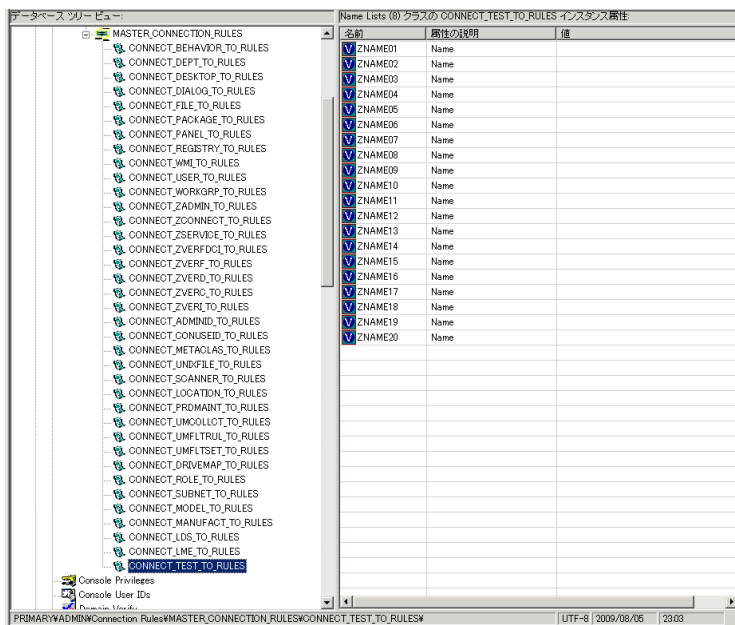 データベース ツリー ビュー:
MASTER_CONNECTION_RULES
CONNECT_BEHAVIOR_TO_RULES
CONNECT_DEPT_TO_RULES
CONNECT_DESKTOP_TO_RULES
CONNECT_DIALOG_TO_RULES
CONNECT_FILE_TO_RULES
CONNECT_PACKAGE_TO_RULES
CONNECT_PANEL_TO_RULES
CONNECT_REGISTRY_TO_RULES
CONNECT_WMI_TO_RULES
CONNECT_USER_TO_RULES
CONNECT_WORKGRP_TO_RULES
CONNECT_ZADMIN_TO_RULES
CONNECT_ZCONNECT_TO_RULES
CONNECT_ZSERVICE_TO_RULES
CONNECT_ZVERFDCI_TO_RULES
CONNECT_ZVERF_TO_RULES
CONNECT_ZVERD_TO_RULES
CONNECT_ZVERC_TO_RULES
CONNECT_ZVERI_TO_RULES
CONNECT_ADMINID_TO_RULES
CONNECT_CONUSEID_TO_RULES
CONNECT_METACLAS_TO_RULES
CONNECT_UNIXFILE_TO_RULES
CONNECT_SCANNER_TO_RULES
CONNECT_LOCATION_TO_RULES
CONNECT_PRDMAINT_TO_RULES
CONNECT_UMCOLLCT_TO_RULES
CONNECT_UMFLTRUL_TO_RULES
CONNECT_UMFLTSET_TO_RULES
CONNECT_DRIVEMAP_TO_RULES
CONNECT_ROLE_TO_RULES
CONNECT_SUBNET_TO_RULES
CONNECT_MODEL_TO_RULES
CONNECT_MANUFACT_TO_RULES
CONNECT_LDS_TO_RULES
CONNECT_LME_TO_RULES
CONNECT_TEST_TO_RULES
Console Privileges
Console User IDs
Domain Verify
Name Lists (8) クラスの CONNECT_TEST_TO_RULES インスタンス属性:
名前 属性の説明 値
ZNAME01 Name
ZNAME02 Name
ZNAME03 Name
ZNAME04 Name
ZNAME05 Name
ZNAME06 Name
ZNAME07 Name
ZNAME08 Name
ZNAME09 Name
ZNAME10 Name
ZNAME11 Name
ZNAME12 Name
ZNAME13 Name
ZNAME14 Name
ZNAME15 Name
ZNAME16 Name
ZNAME17 Name
ZNAME18 Name
ZNAME19 Name
ZNAME20 Name
PRIMARY¥ADMIN¥Connection Rules¥MASTER_CONNECTION_RULES¥CONNECT_TEST_TO_RULES¥ UTF-8 2009/08/05 23:03